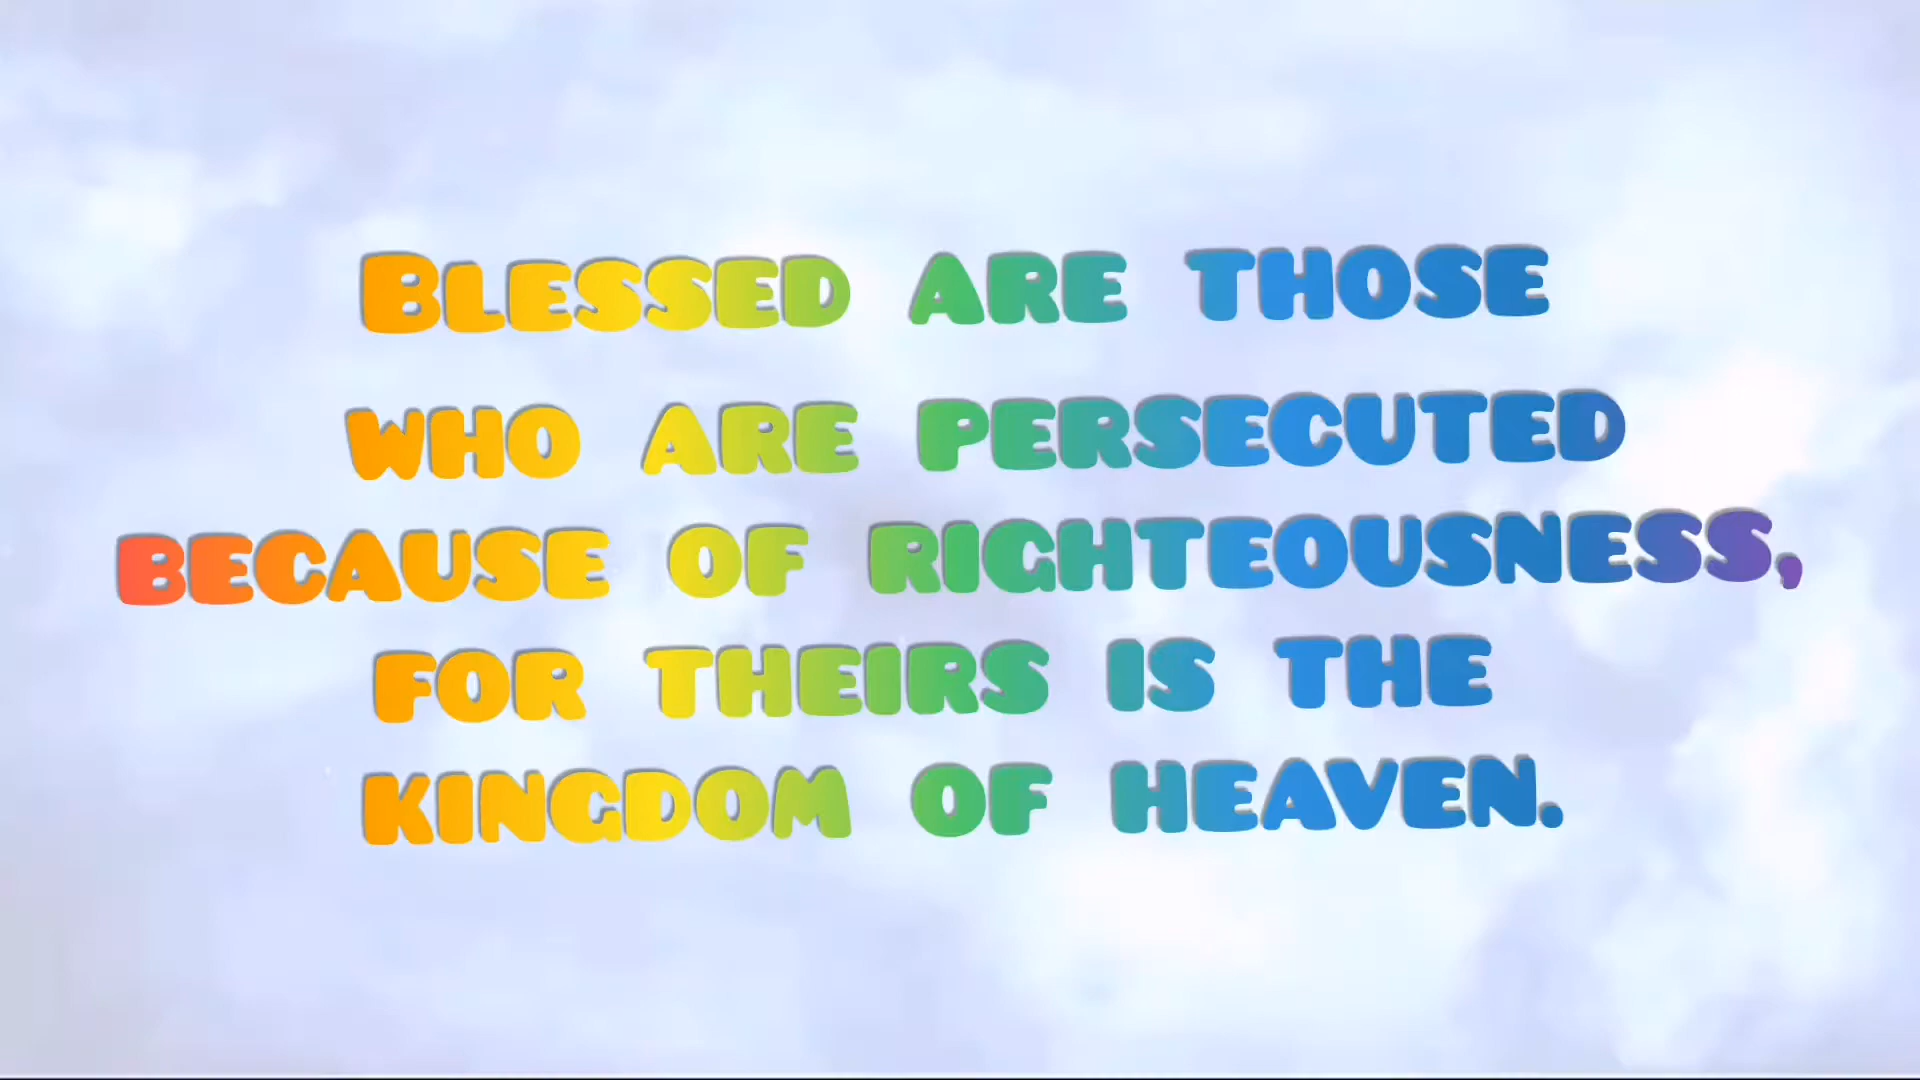 Blessed are those
who are persecuted
because of righteousness,
for theirs is the
kingdom of heaven.